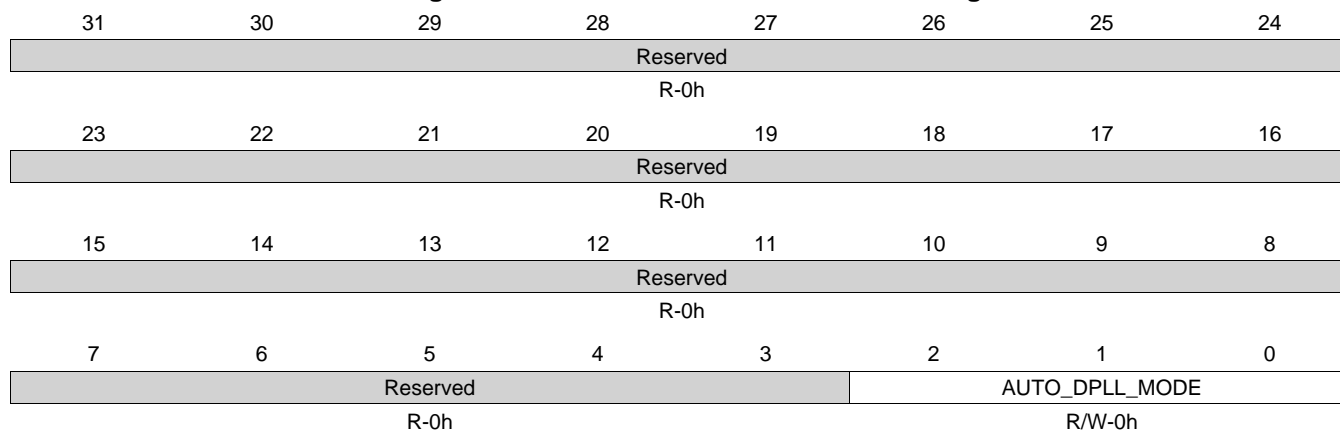 31 30 29 28 27 26 25 24
Reserved
R-0h
23 22 21 20 19 18 17 16
Reserved
R-0h
15 14 13 12 11 10 9 8
Reserved
R-0h
7 6 5 4 3 2 1 0
Reserved AUTO_DPLL_MODE
R-0h R/W-0h